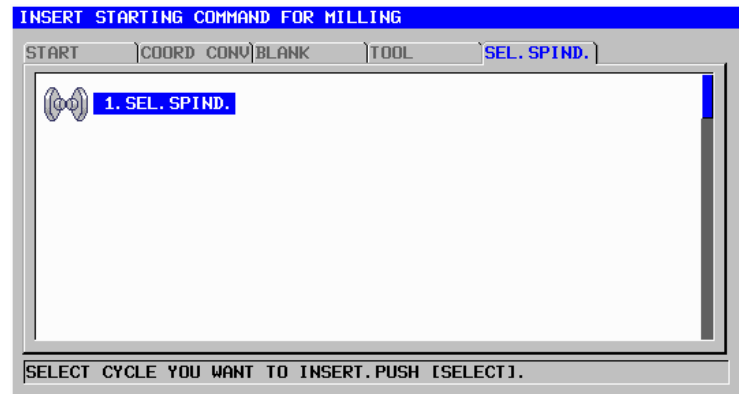 INSERT STARTING COMMAND FOR MILLING
START COORD CONV BLANK TOOL SEL.SPIND.
1.SEL.SPIND.
SELECT CYCLE YOU WANT TO INSERT.PUSH [SELECT].